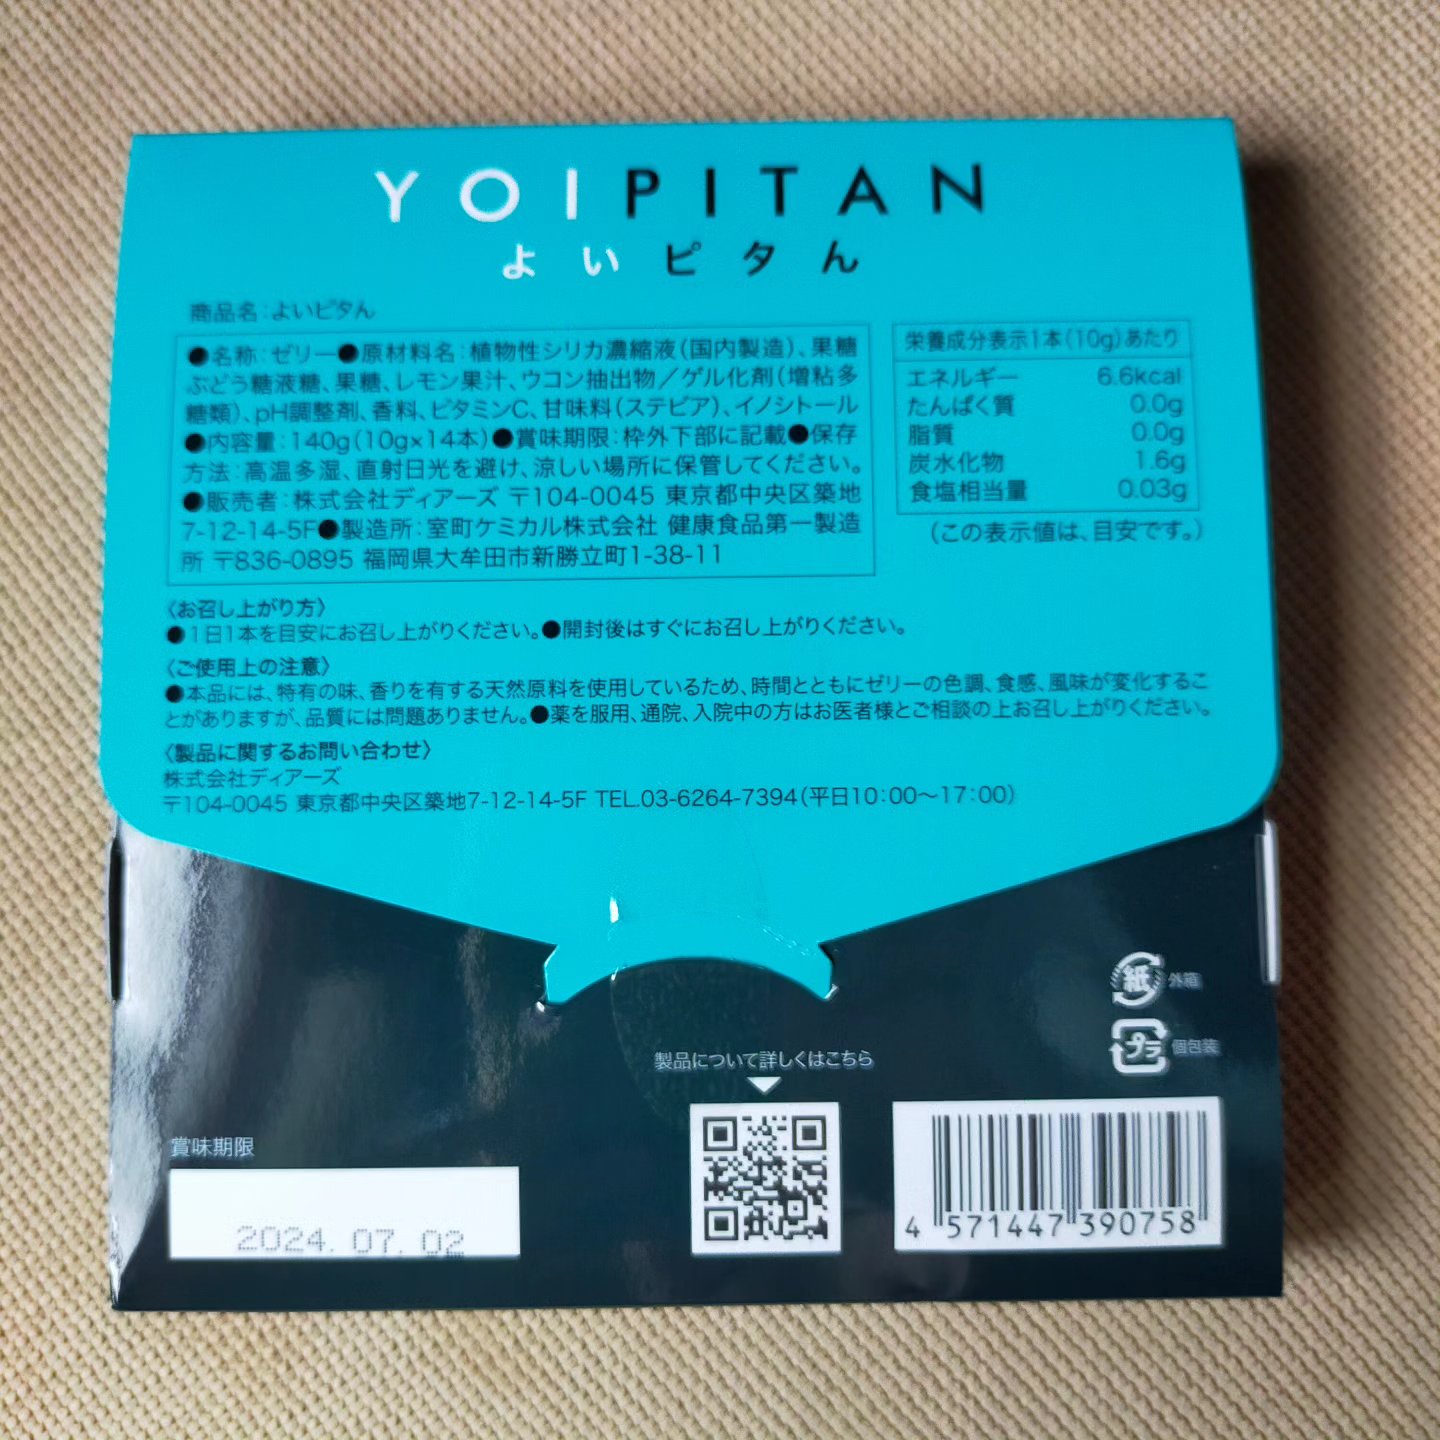 YOIPITAN
よいピタん
商品名:よいピタん
●名称:ゼリー●原材料名:植物性シリカ濃縮液(国内製造)、果糖
ぶどう糖液糖、果糖、レモン果汁、ウコン抽出物/ゲル化剤(増粘多
糖類)、pH調整剤、香料、ビタミンC、甘味料(ステビア)、イノシトール
●内容量:140g(10g×14本)●賞味期限:枠外下部に記載●保存
方法:高温多湿、直射日光を避け、涼しい場所に保管してください。
●販売者:株式会社ディアーズ 〒104-0045 東京都中央区築地
7-12-14-5F●製造所:室町ケミカル株式会社 健康食品第一製造
所 〒836-0895 福岡県大牟田市新勝立町1-38-11
栄養成分表示1本(10g)あたり
エネルギー 6.6kcal
たんぱく質 0.0g
脂質 0.0g
炭水化物 1.6g
食塩相当量 0.03g
(この表示値は、目安です。)
〈お召し上がり方〉
●1日1本を目安にお召し上がりください。●開封後はすぐにお召し上がりください。
〈ご使用上の注意〉
●本品には、特有の味、香りを有する天然原料を使用しているため、時間とともにゼリーの色調、食感、風味が変化するこ
とがありますが、品質には問題ありません。●薬を服用、通院、入院中の方はお医者様とご相談の上お召し上がりください。
〈製品に関するお問い合わせ〉
株式会社ディアーズ
〒104-0045 東京都中央区築地7-12-14-5F TEL.03-6264-7394(平日10:00〜17:00)
紙 外箱
プラ 個包装
製品について詳しくはこちら
賞味期限
2024. 07. 02
4 571447 390758